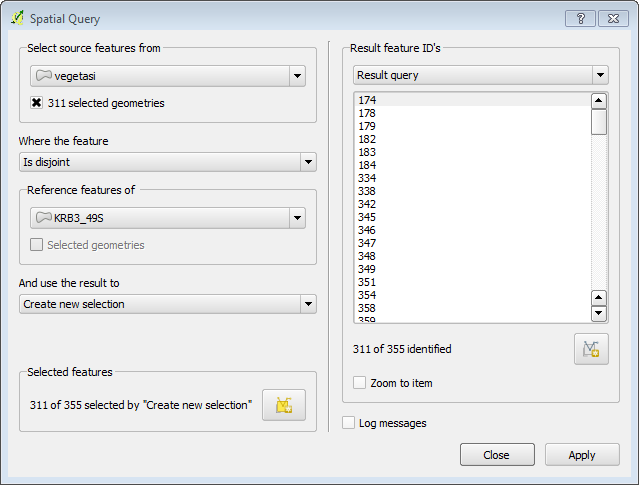 Spatial Query
Select source features from
vegetasi
311 selected geometries
Where the feature
Is disjoint
Reference features of
KRB3_49S
Selected geometries
And use the result to
Create new selection
Selected features
311 of 355 selected by "Create new selection"
Result feature ID's
Result query
174
178
179
182
183
184
334
338
342
345
346
347
348
349
351
354
358
359
311 of 355 identified
Zoom to item
Log messages
Close
Apply